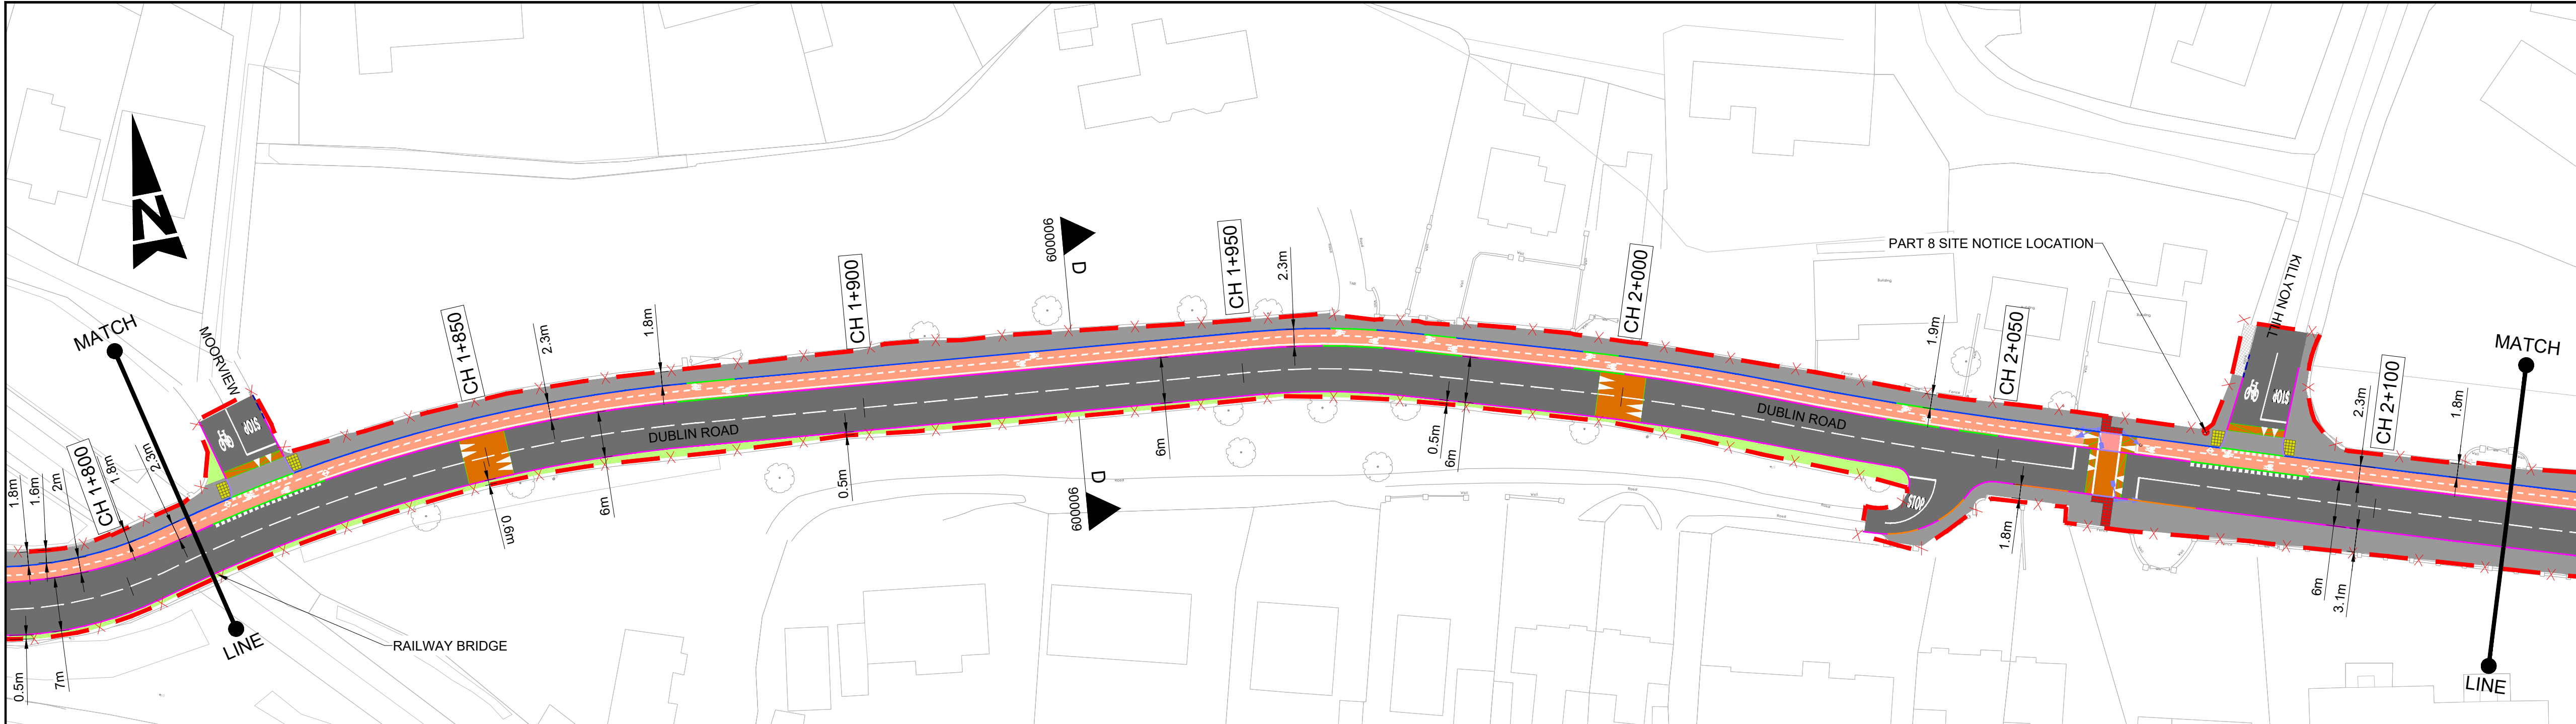 MATCH
LINE
N
MOORVIEW
STOP
RAILWAY BRIDGE
CH 1+800
1.8m
1.6m
2m
1.8m
2.3m
0.5m
7m
CH 1+850
2.3m
1.8m
0.9m
6m
DUBLIN ROAD
CH 1+900
0.5m
600006
D
D
600006
6m
CH 1+950
2.3m
0.5m
6m
CH 2+000
DUBLIN ROAD
PART 8 SITE NOTICE LOCATION
1.9m
CH 2+050
STOP
1.8m
KILLYON HILL
STOP
2.3m
CH 2+100
1.8m
6m
3.1m
MATCH
LINE
Building